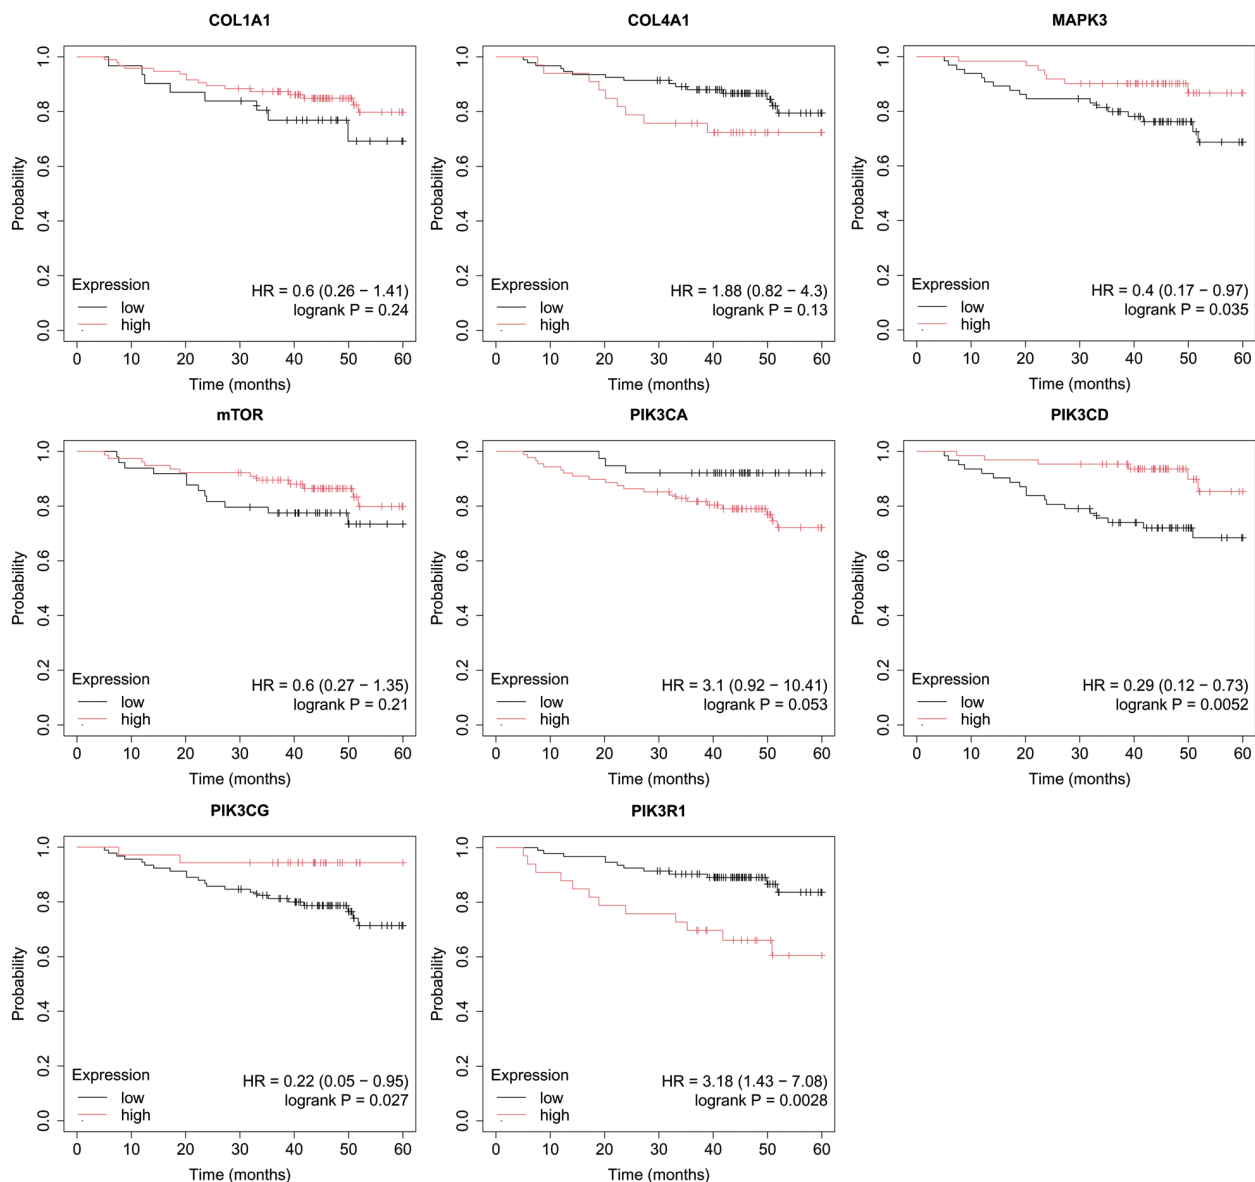 COL1A1
1.0
0.8
0.6
0.4
0.2
0.0
Probability
Expression
low
high
HR = 0.6 (0.26 − 1.41)
logrank P = 0.24
0 10 20 30 40 50 60
Time (months)
COL4A1
1.0
0.8
0.6
0.4
0.2
0.0
Probability
Expression
low
high
HR = 1.88 (0.82 − 4.3)
logrank P = 0.13
0 10 20 30 40 50 60
Time (months)
MAPK3
1.0
0.8
0.6
0.4
0.2
0.0
Probability
Expression
low
high
HR = 0.4 (0.17 − 0.97)
logrank P = 0.035
0 10 20 30 40 50 60
Time (months)
mTOR
1.0
0.8
0.6
0.4
0.2
0.0
Probability
Expression
low
high
HR = 0.6 (0.27 − 1.35)
logrank P = 0.21
0 10 20 30 40 50 60
Time (months)
PIK3CA
1.0
0.8
0.6
0.4
0.2
0.0
Probability
Expression
low
high
HR = 3.1 (0.92 − 10.41)
logrank P = 0.053
0 10 20 30 40 50 60
Time (months)
PIK3CD
1.0
0.8
0.6
0.4
0.2
0.0
Probability
Expression
low
high
HR = 0.29 (0.12 − 0.73)
logrank P = 0.0052
0 10 20 30 40 50 60
Time (months)
PIK3CG
1.0
0.8
0.6
0.4
0.2
0.0
Probability
Expression
low
high
HR = 0.22 (0.05 − 0.95)
logrank P = 0.027
0 10 20 30 40 50 60
Time (months)
PIK3R1
1.0
0.8
0.6
0.4
0.2
0.0
Probability
Expression
low
high
HR = 3.18 (1.43 − 7.08)
logrank P = 0.0028
0 10 20 30 40 50 60
Time (months)